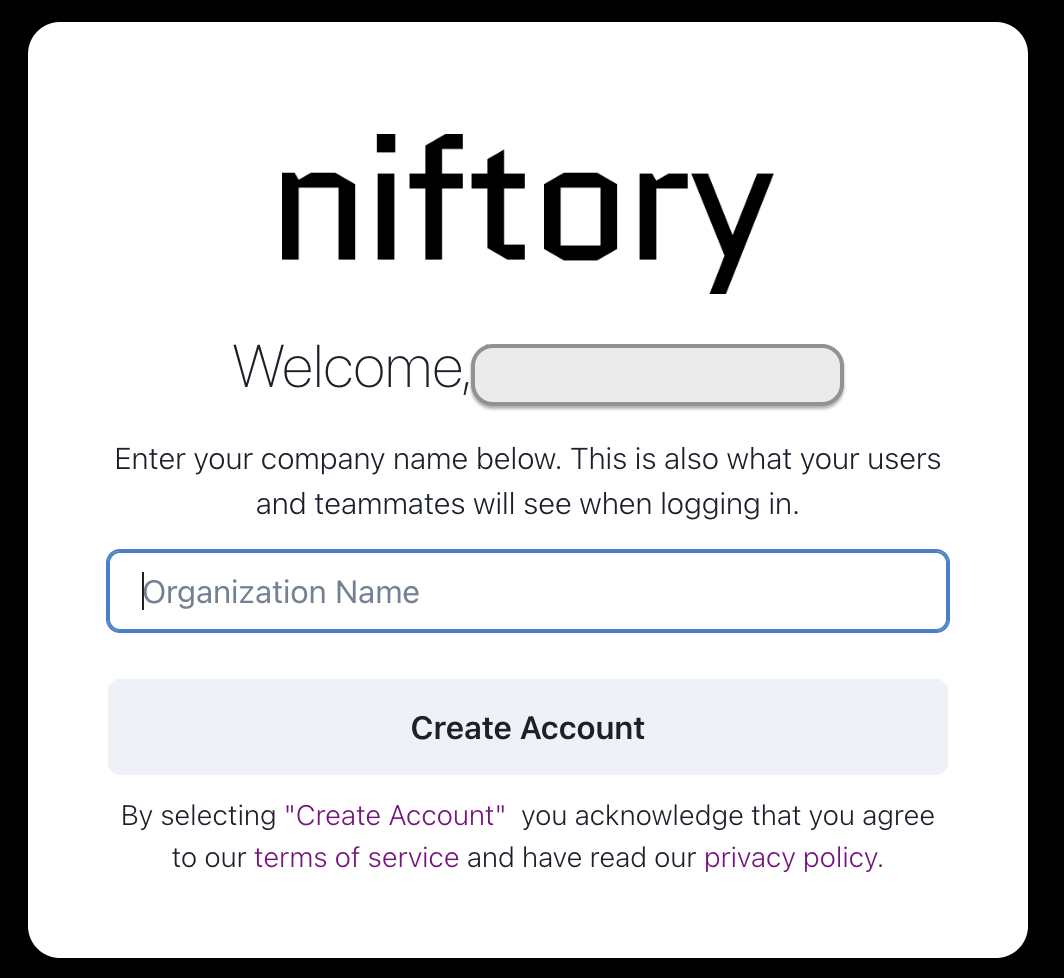 niftory
Welcome,
Enter your company name below. This is also what your users
and teammates will see when logging in.
Organization Name
Create Account
By selecting "Create Account" you acknowledge that you agree
to our terms of service and have read our privacy policy.